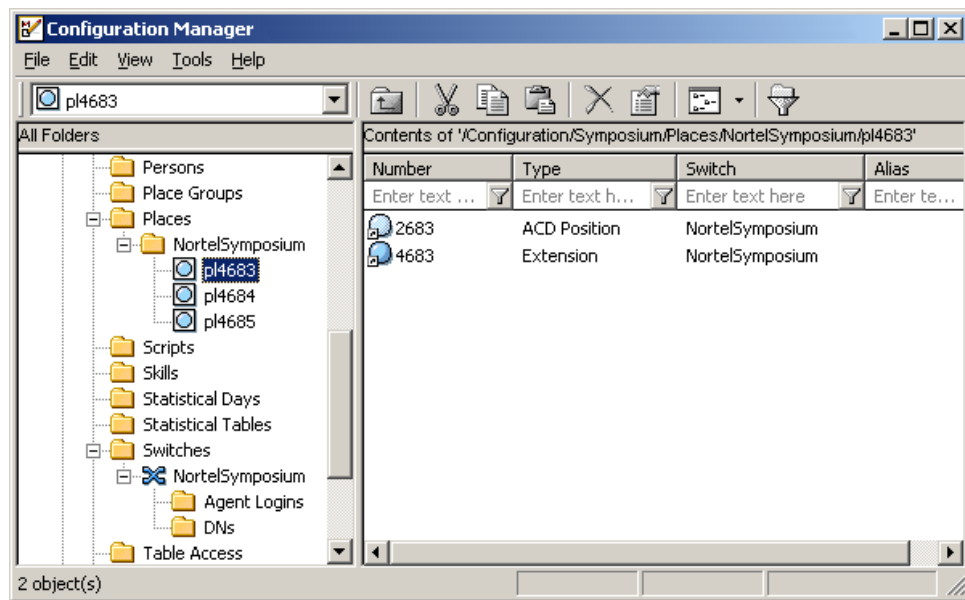 Configuration Manager
File Edit View Tools Help
pl4683
All Folders
Contents of '/Configuration/Symposium/Places/NortelSymposium/pl4683'
Persons
Place Groups
Places
NortelSymposium
pl4683
pl4684
pl4685
Scripts
Skills
Statistical Days
Statistical Tables
Switches
NortelSymposium
Agent Logins
DNs
Table Access
Number Type Switch Alias
Enter text ... Enter text h... Enter text here Enter te...
2683 ACD Position NortelSymposium
4683 Extension NortelSymposium
2 object(s)